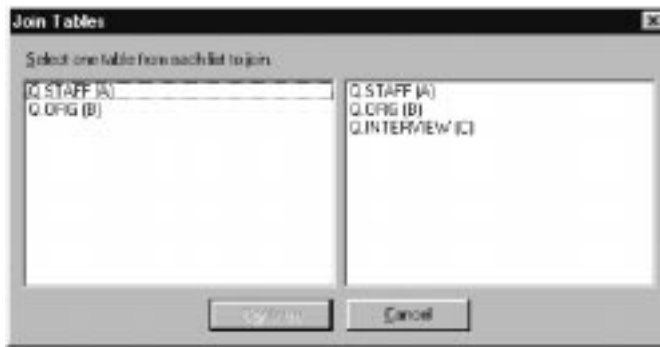 Join Tables
Select one table from each list to join.
Q.STAFF (A)
Q.ORG (B)
Q.STAFF (A)
Q.ORG (B)
Q.INTERVIEW (C)
Cancel